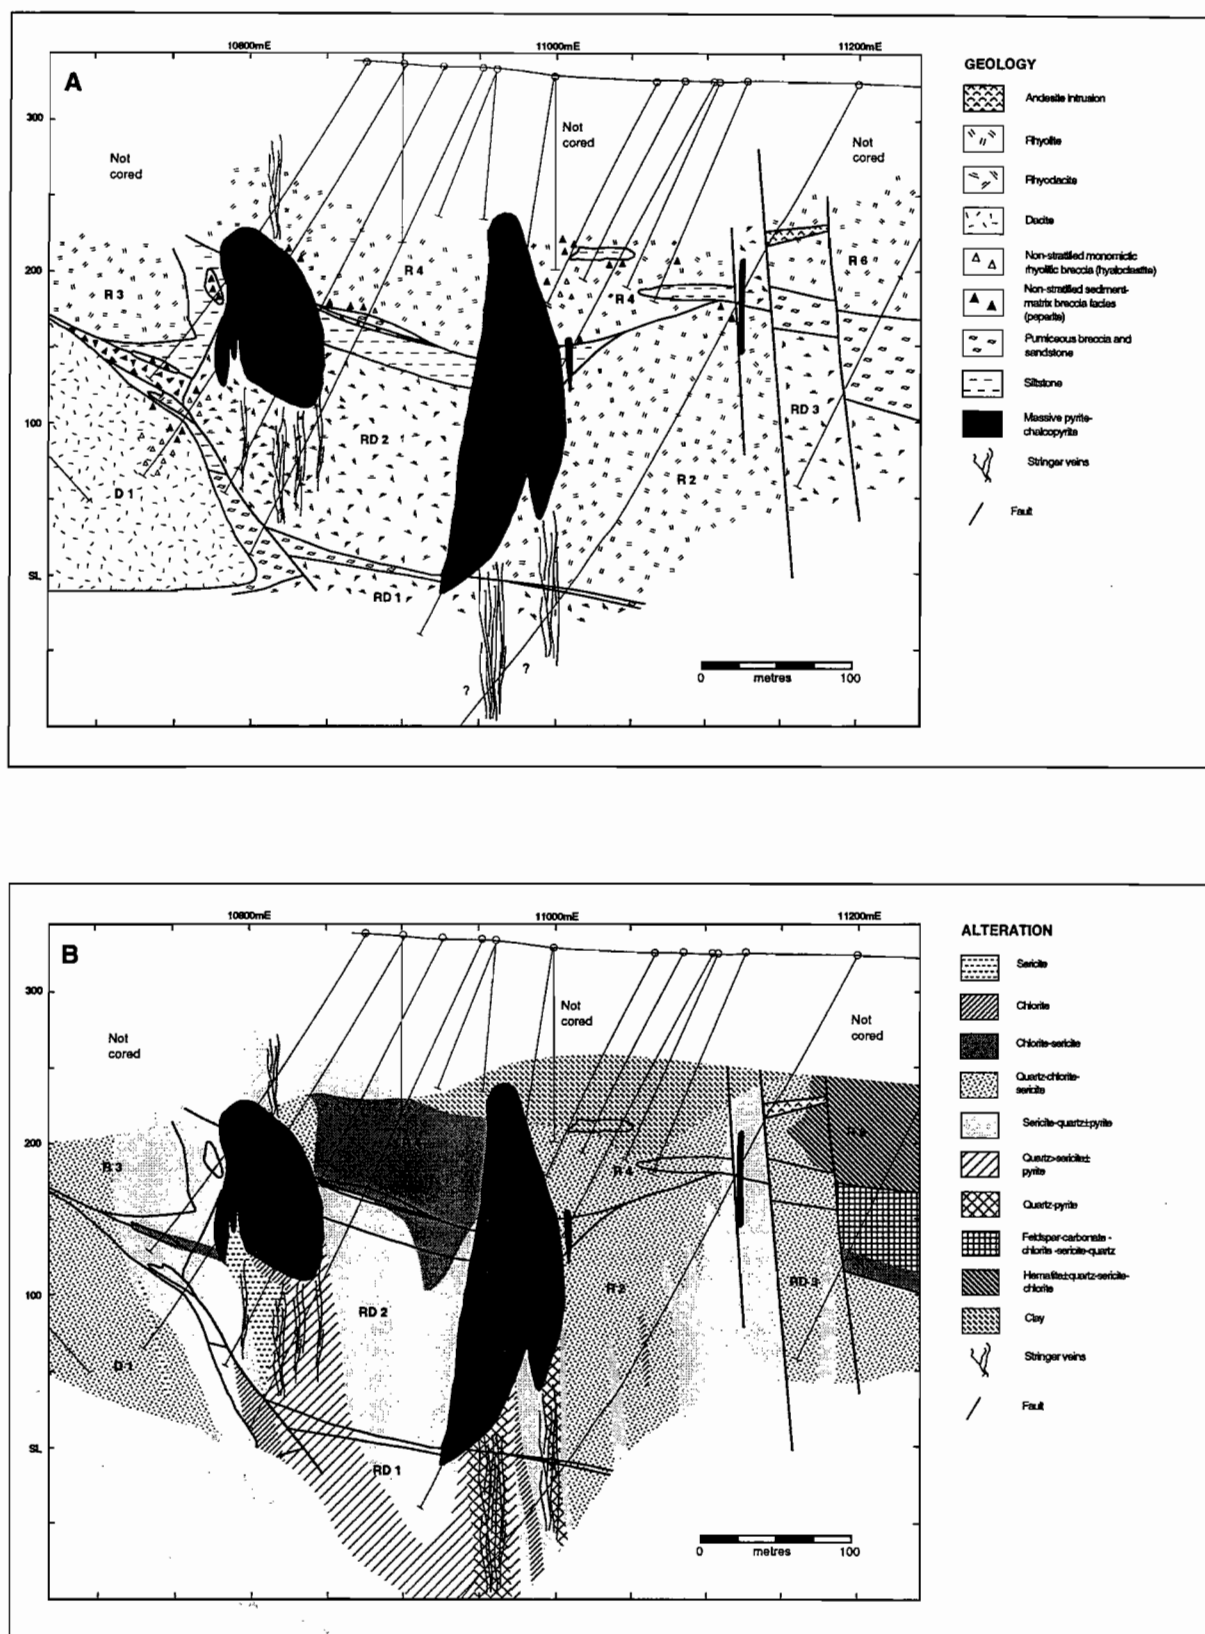 10800mE 11000mE 11200mE
A
300
200
100
SL
Not
cored
Not
cored
Not
cored
R 3
R 4
R 4
R 6
RD 2
RD 3
R 2
D 1
RD 1
?
?
0 metres 100
GEOLOGY
Andesite intrusion
Rhyolite
Rhyodacite
Dacite
Non-stratified monomictic
rhyolitic breccia (hyaloclastite)
Non-stratified sediment-
matrix breccia facies
(peperite)
Pumiceous breccia and
sandstone
Siltstone
Massive pyrite-
chalcopyrite
Stringer veins
Fault
10800mE 11000mE 11200mE
B
300
200
100
SL
Not
cored
Not
cored
Not
cored
R 3
R 4
RD 2
R 2
RD 3
D 1
RD 1
0 metres 100
ALTERATION
Sericite
Chlorite
Chlorite-sericite
Quartz-chlorite-
sericite
Sericite-quartz±pyrite
Quartz>sericite±
pyrite
Quartz-pyrite
Feldspar-carbonate -
chlorite -sericite-quartz
Hematite±quartz-sericite-
chlorite
Clay
Stringer veins
Fault